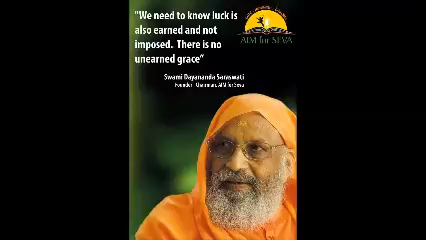 "We need to know luck is
also earned and not
imposed. There is no
unearned grace"
Swami Dayananda Saraswati
Founder Chairman, AIM for Seva
AIM for SEVA